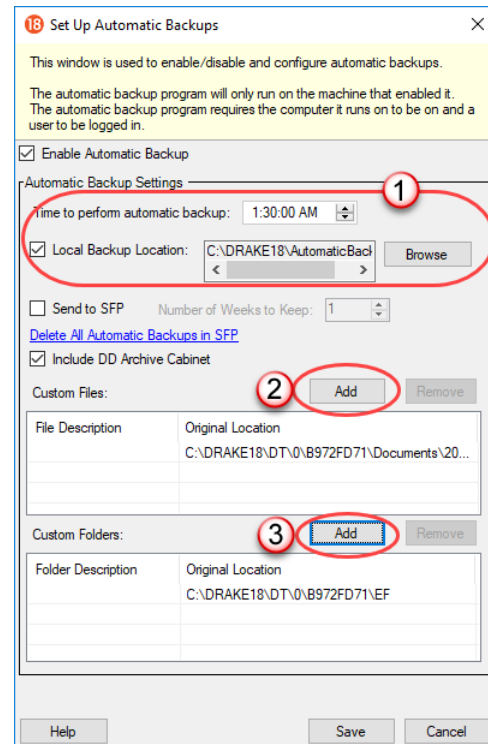 18 Set Up Automatic Backups
This window is used to enable/disable and configure automatic backups.
The automatic backup program will only run on the machine that enabled it.
The automatic backup program requires the computer it runs on to be on and a
user to be logged in.
Enable Automatic Backup
Automatic Backup Settings
1
Time to perform automatic backup: 1:30:00 AM
Local Backup Location: C:\DRAKE18\AutomaticBack Browse
Send to SFP Number of Weeks to Keep: 1
Delete All Automatic Backups in SFP
Include DD Archive Cabinet
Custom Files: 2 Add Remove
File Description Original Location
C:\DRAKE18\DT\0\B972FD71\Documents\20...
Custom Folders: 3 Add Remove
Folder Description Original Location
C:\DRAKE18\DT\0\B972FD71\EF
Help Save Cancel